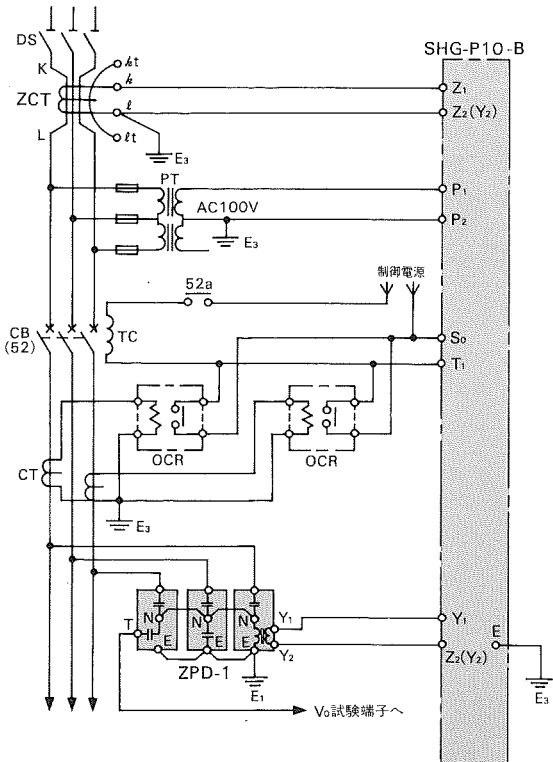 DS
SHG-P10-B
K
kt
k
Z₁
ZCT
l
Z₂(Y₂)
L
lt
E₃
PT
P₁
AC100V
P₂
E₃
制御電源
52a
CB
(52)
TC
S₀
T₁
OCR
OCR
CT
E₃
T
N
N
N
Y₁
Y₁
E
E
E
E
Y₂
Z₂(Y₂)
ZPD-1
E₁
E₃
V₀試験端子へ